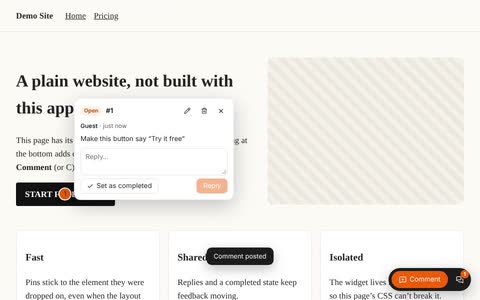 Demo Site Home Pricing
A plain website, not built with
this app
Open #1
Guest · just now
Make this button say "Try it free"
Reply...
Set as completed Reply
This page has its
g at
the bottom adds
Comment (or C)
START
1
Fast
Pins stick to the element they were
dropped on, even when the layout
Shared
Replies and a completed state keep
feedback moving.
Isolated
The widget lives
so this page's CSS can't break it.
Comment posted
Comment 1